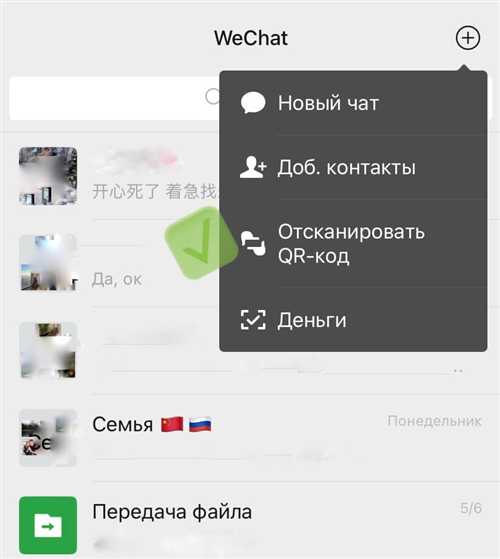 WeChat
Новый чат
Доб. контакты
Отсканировать
QR-код
Деньги
开心死了 着急找
Да, ок
Семья 🇨🇳 🇷🇺
Понедельник
Передача файла
5/6